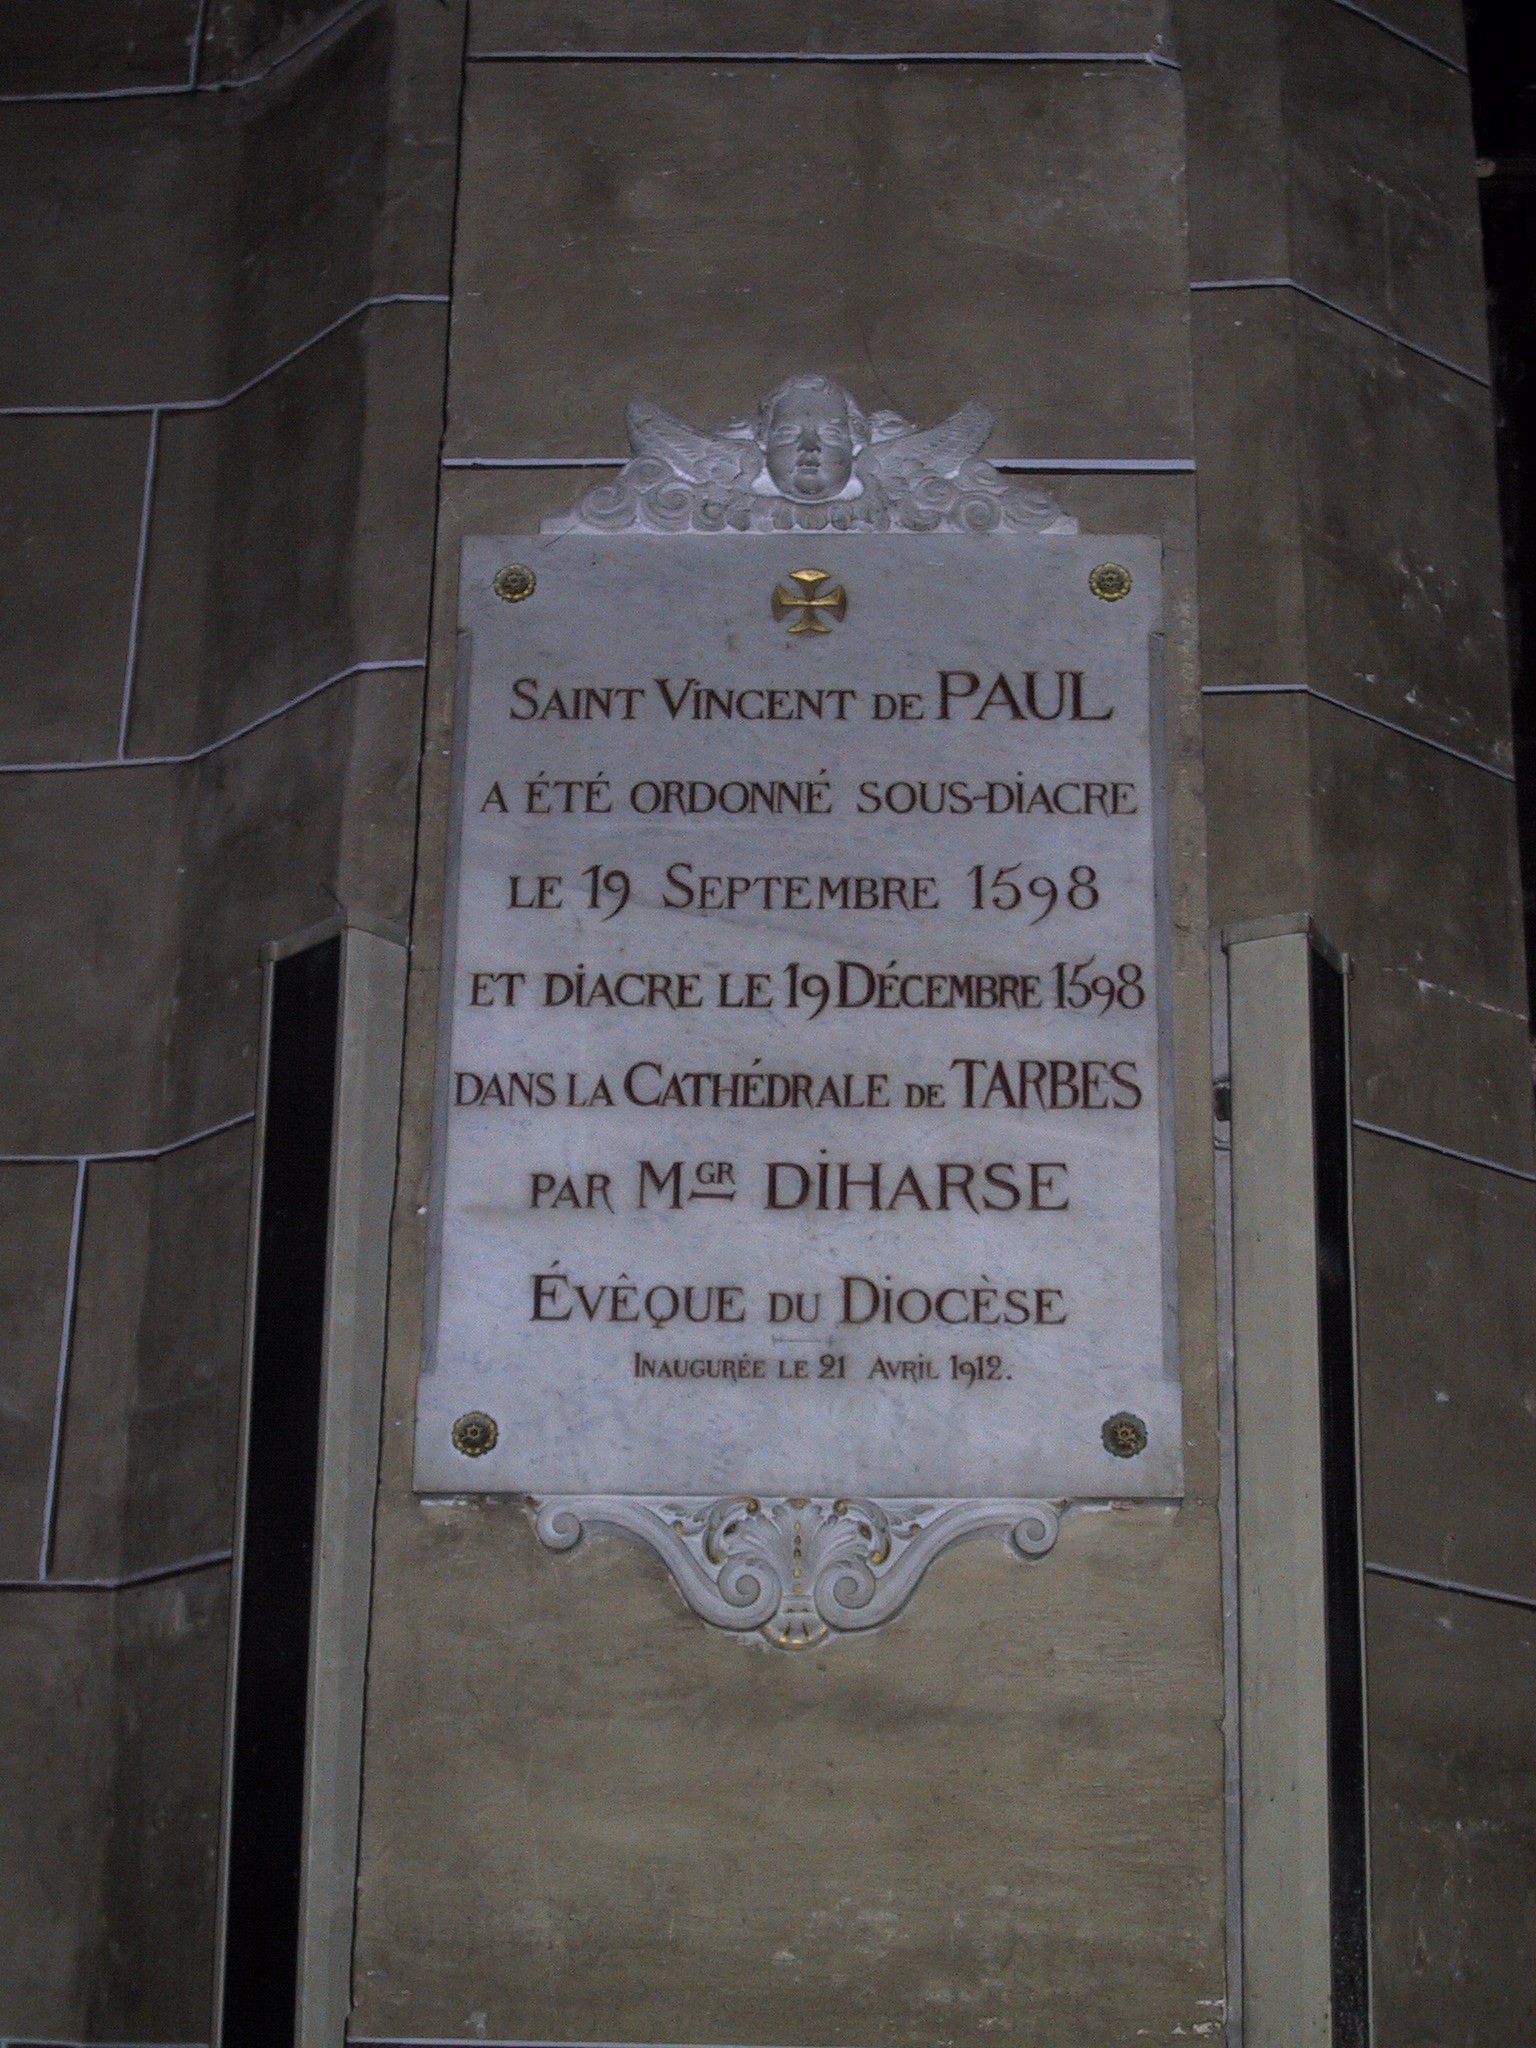 SAINT VINCENT DE PAUL
A ÉTÉ ORDONNÉ SOUS-DIACRE
LE 19 SEPTEMBRE 1598
ET DIACRE LE 19 DÉCEMBRE 1598
DANS LA CATHÉDRALE DE TARBES
PAR MGR DIHARSE
ÉVÊQUE DU DIOCÈSE
INAUGURÉE LE 21 AVRIL 1912.